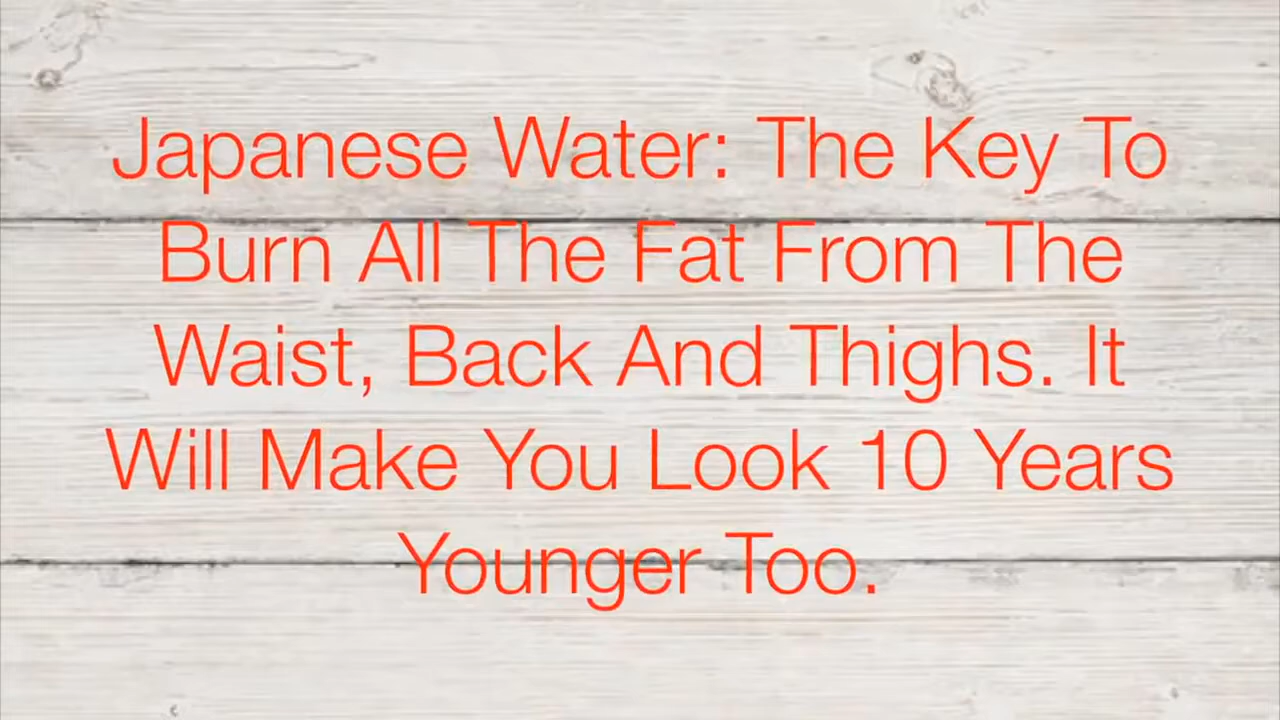 Japanese Water: The Key To
Burn All The Fat From The
Waist, Back And Thighs. It
Will Make You Look 10 Years
Younger Too.